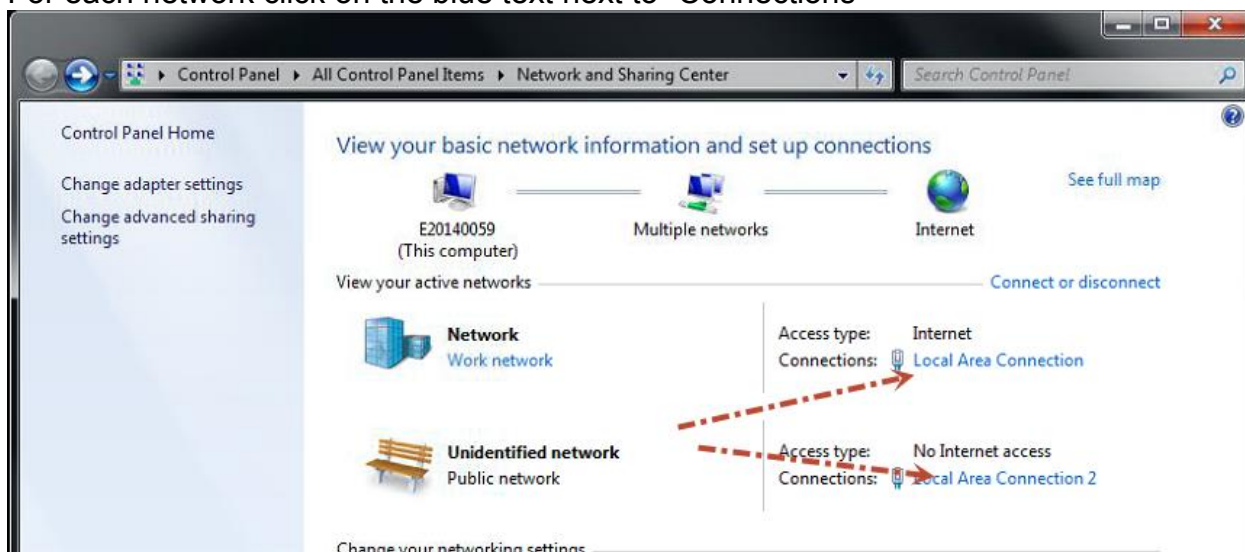 For each network click on the blue text next to "Connections"
Control Panel ▸ All Control Panel Items ▸ Network and Sharing Center
Search Control Panel
Control Panel Home
Change adapter settings
Change advanced sharing
settings
View your basic network information and set up connections
See full map
E20140059
(This computer)
Multiple networks
Internet
View your active networks
Connect or disconnect
Network
Work network
Access type: Internet
Connections: Local Area Connection
Unidentified network
Public network
Access type: No Internet access
Connections: Local Area Connection 2
Change your networking settings